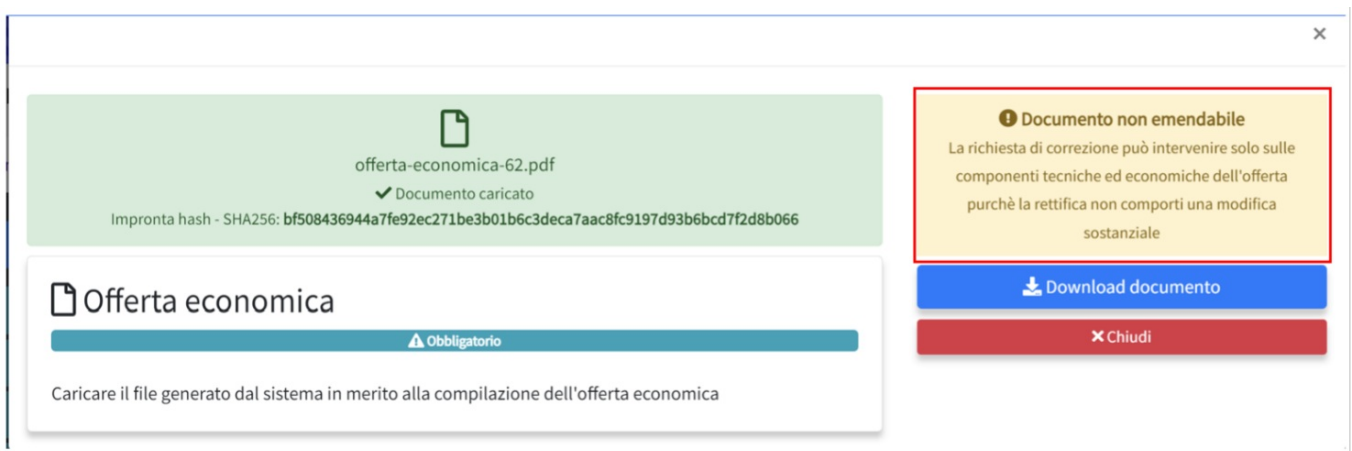 ×
offerta-economica-62.pdf
Documento caricato
Impronta hash - SHA256: bf508436944a7fe92ec271be3b01b6c3deca7aac8fc9197d93b6bcd7f2d8b066
Offerta economica
Obbligatorio
Caricare il file generato dal sistema in merito alla compilazione dell'offerta economica
Documento non emendabile
La richiesta di correzione può intervenire solo sulle
componenti tecniche ed economiche dell'offerta
purchè la rettifica non comporti una modifica
sostanziale
Download documento
Chiudi